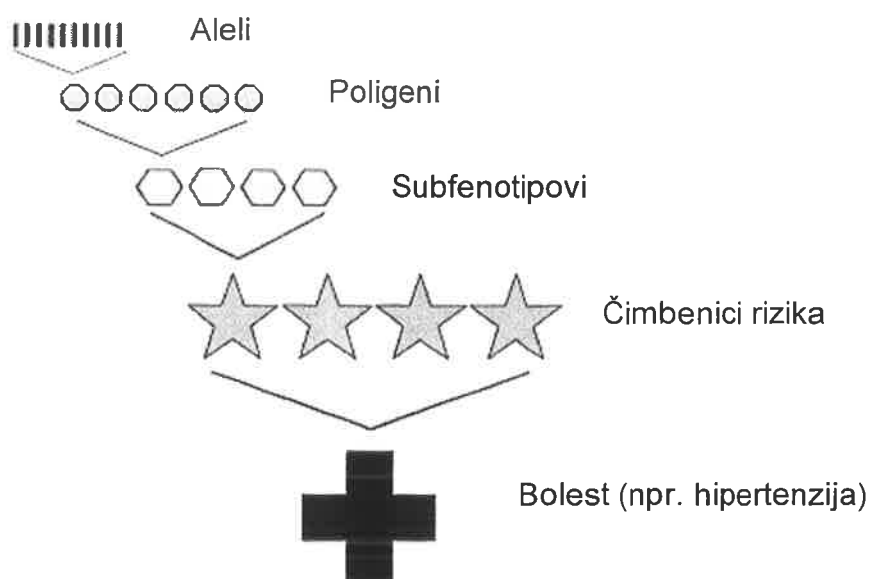 Aleli
Poligeni
Subfenotipovi
Čimbenici rizika
Bolest (npr. hipertenzija)